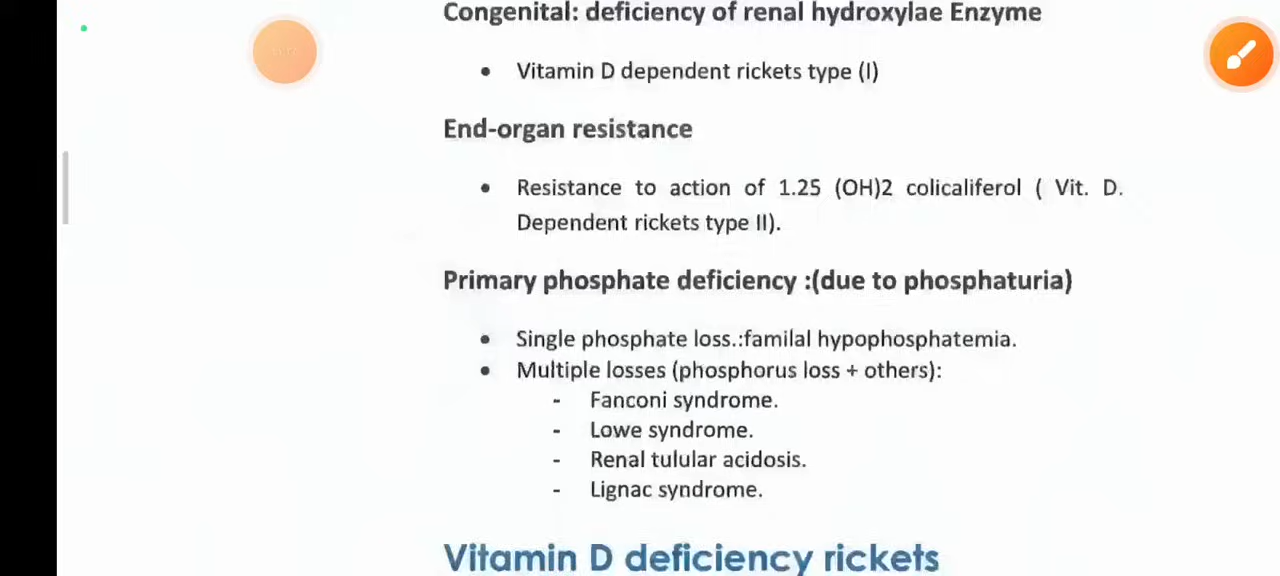 Congenital: deficiency of renal hydroxylae Enzyme
• Vitamin D dependent rickets type (I)
End-organ resistance
• Resistance to action of 1.25 (OH)2 colicaliferol ( Vit. D.
Dependent rickets type II).
Primary phosphate deficiency :(due to phosphaturia)
• Single phosphate loss.:familal hypophosphatemia.
• Multiple losses (phosphorus loss + others):
- Fanconi syndrome.
- Lowe syndrome.
- Renal tulular acidosis.
- Lignac syndrome.
Vitamin D deficiency rickets